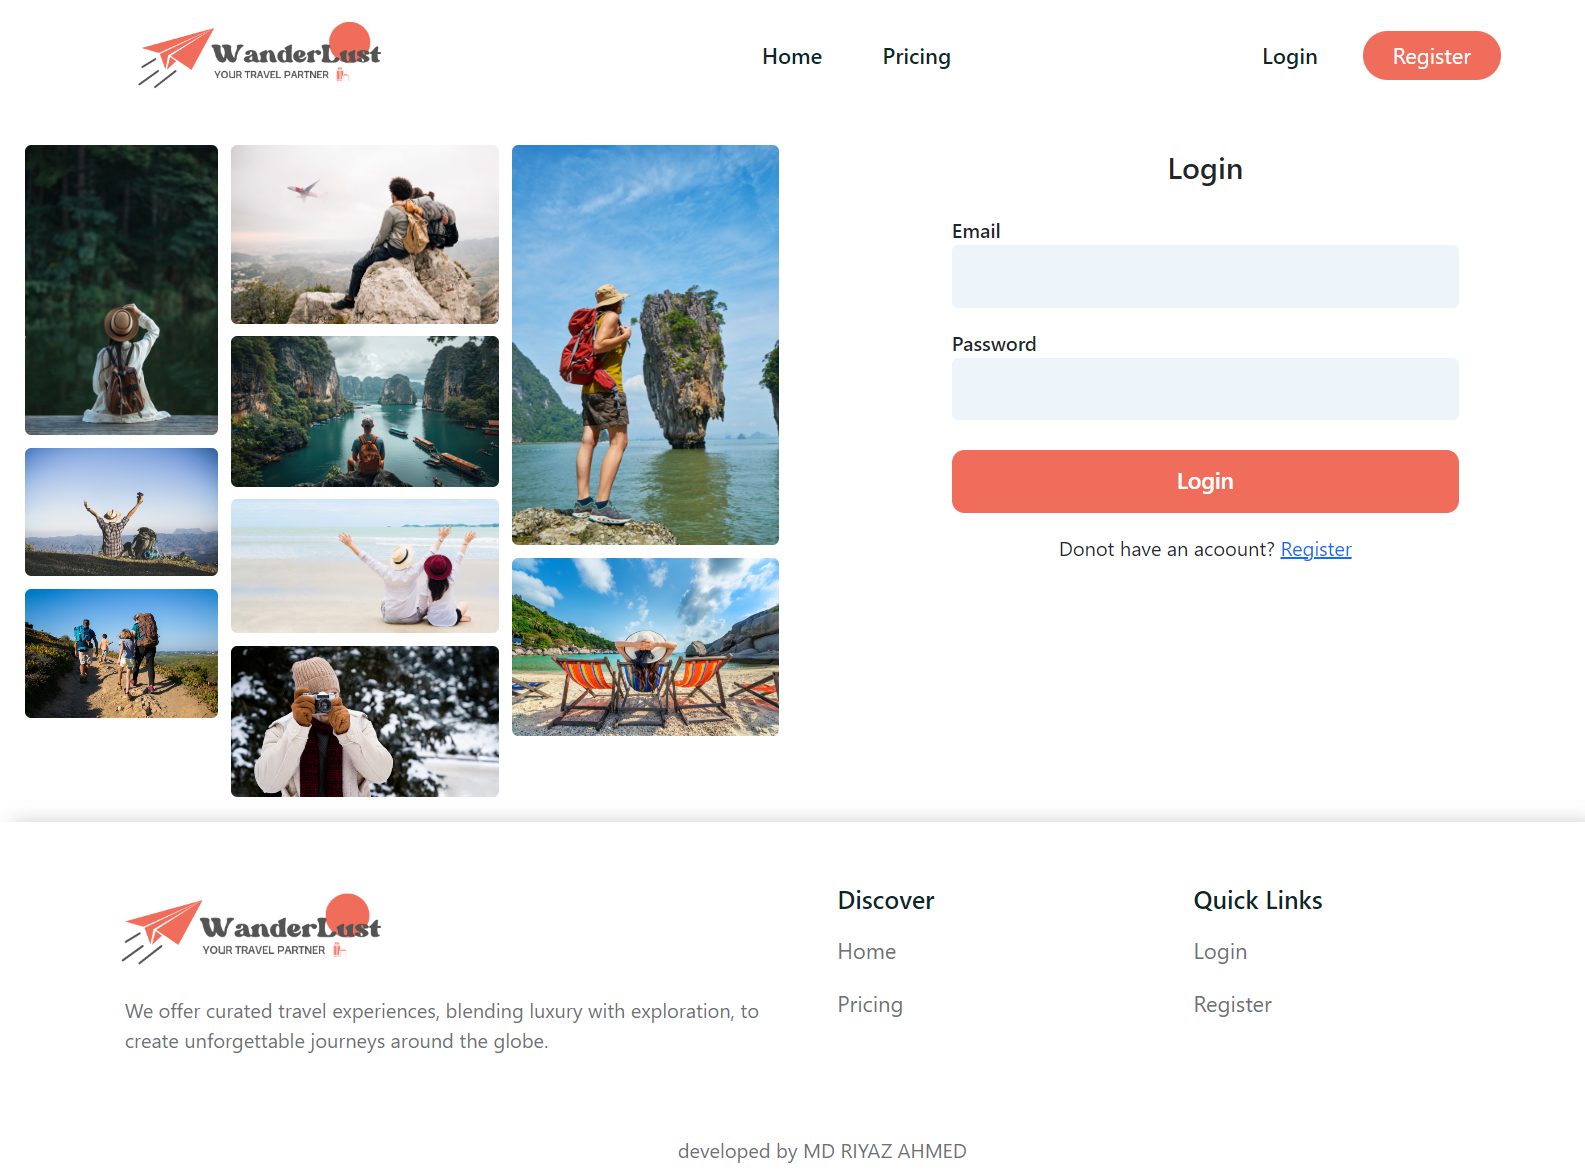 WanderLust
YOUR TRAVEL PARTNER
Home
Pricing
Login
Register
Login
Email
Password
Login
Donot have an acoount? Register
WanderLust
YOUR TRAVEL PARTNER
We offer curated travel experiences, blending luxury with exploration, to
create unforgettable journeys around the globe.
Discover
Home
Pricing
Quick Links
Login
Register
developed by MD RIYAZ AHMED